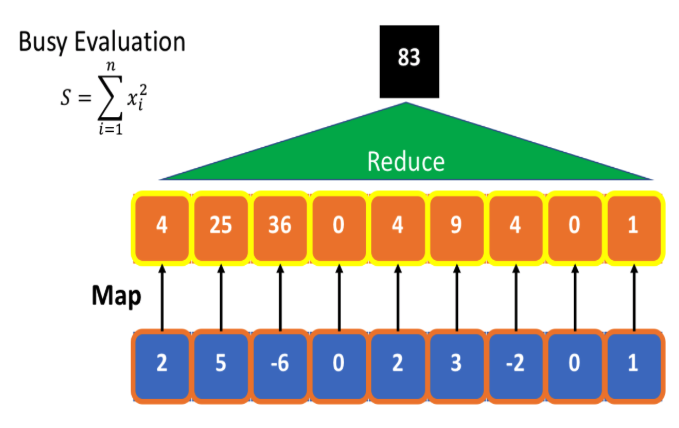 Busy Evaluation
S = \sum_{i=1}^{n} x_i^2
83
Reduce
4 25 36 0 4 9 4 0 1
Map
2 5 -6 0 2 3 -2 0 1